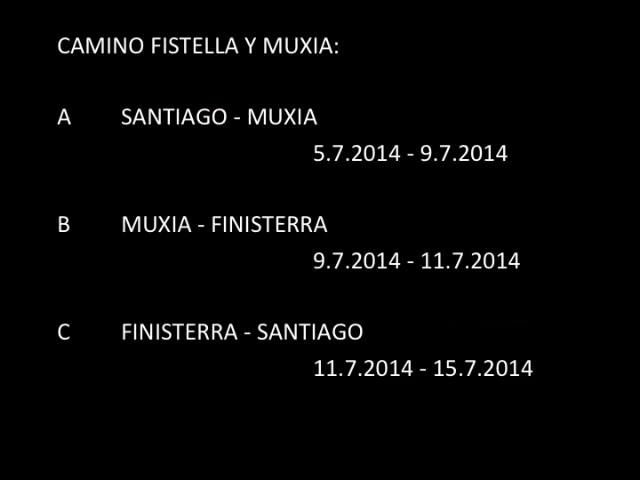 CAMINO FISTELLA Y MUXIA:
A SANTIAGO - MUXIA
5.7.2014 - 9.7.2014
B MUXIA - FINISTERRA
9.7.2014 - 11.7.2014
C FINISTERRA - SANTIAGO
11.7.2014 - 15.7.2014